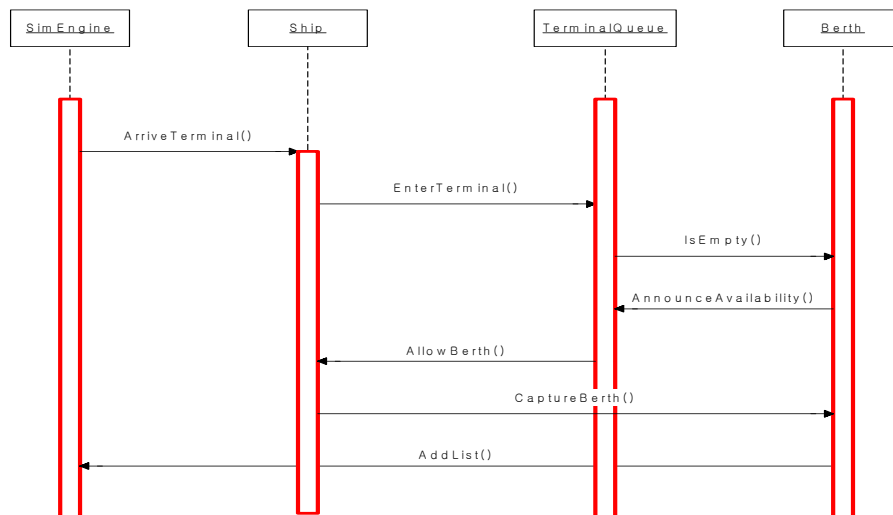 SimEngine
Ship
TerminalQueue
Berth
ArriveTerminal()
EnterTerminal()
IsEmpty()
AnnounceAvailability()
AllowBerth()
CaptureBerth()
AddList()